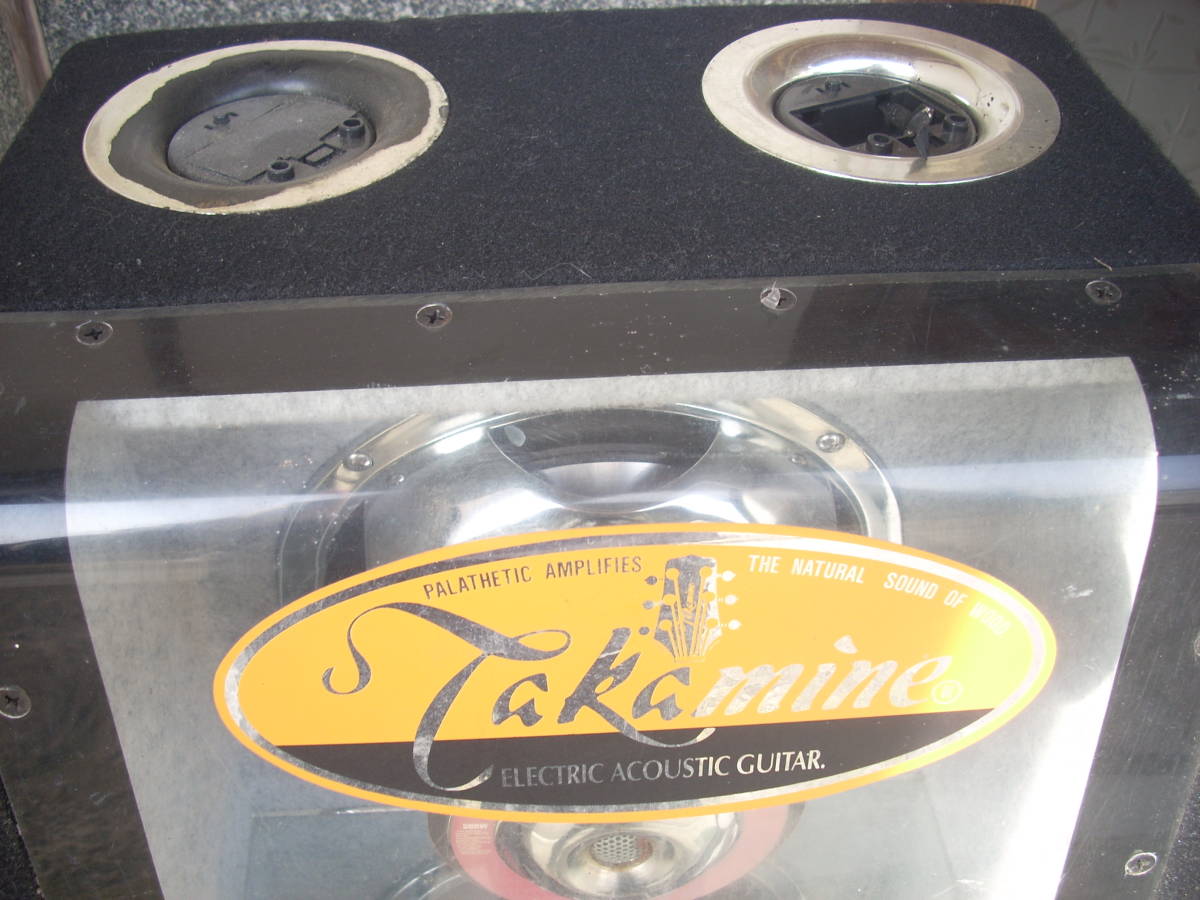 PALATHETIC AMPLIFIES THE NATURAL SOUND OF WOOD
Takamine®
ELECTRIC ACOUSTIC GUITAR.